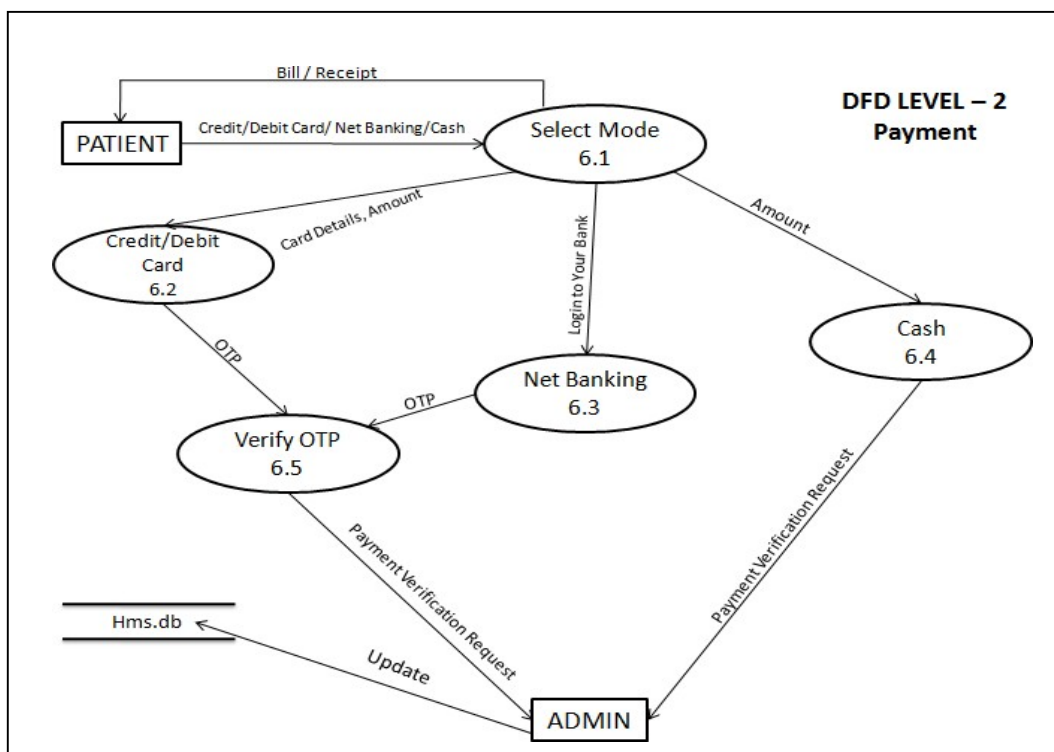 Bill / Receipt
DFD LEVEL – 2
Payment
PATIENT
Credit/Debit Card/ Net Banking/Cash
Select Mode
6.1
Card Details, Amount
Login to Your Bank
Amount
Credit/Debit
Card
6.2
OTP
Cash
6.4
Net Banking
6.3
OTP
Verify OTP
6.5
Payment Verification Request
Payment Verification Request
Hms.db
Update
ADMIN